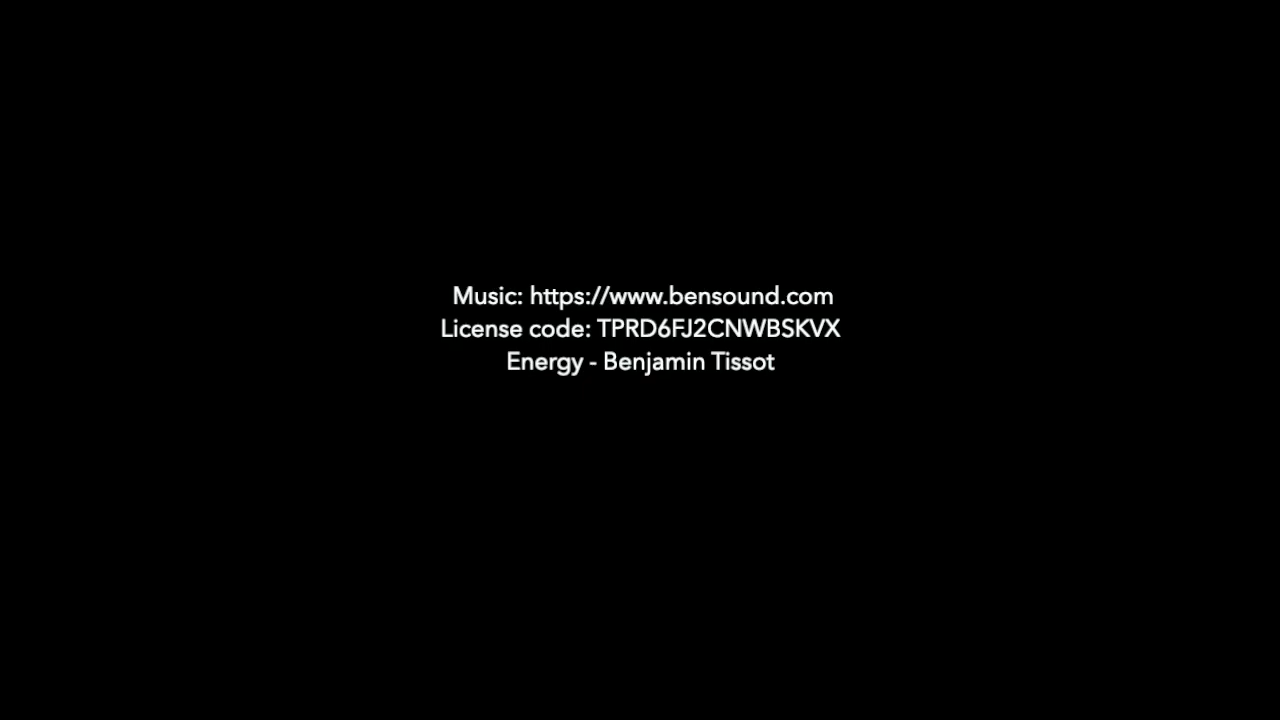 Music: https://www.bensound.com
License code: TPRD6FJ2CNWBSKVX
Energy - Benjamin Tissot